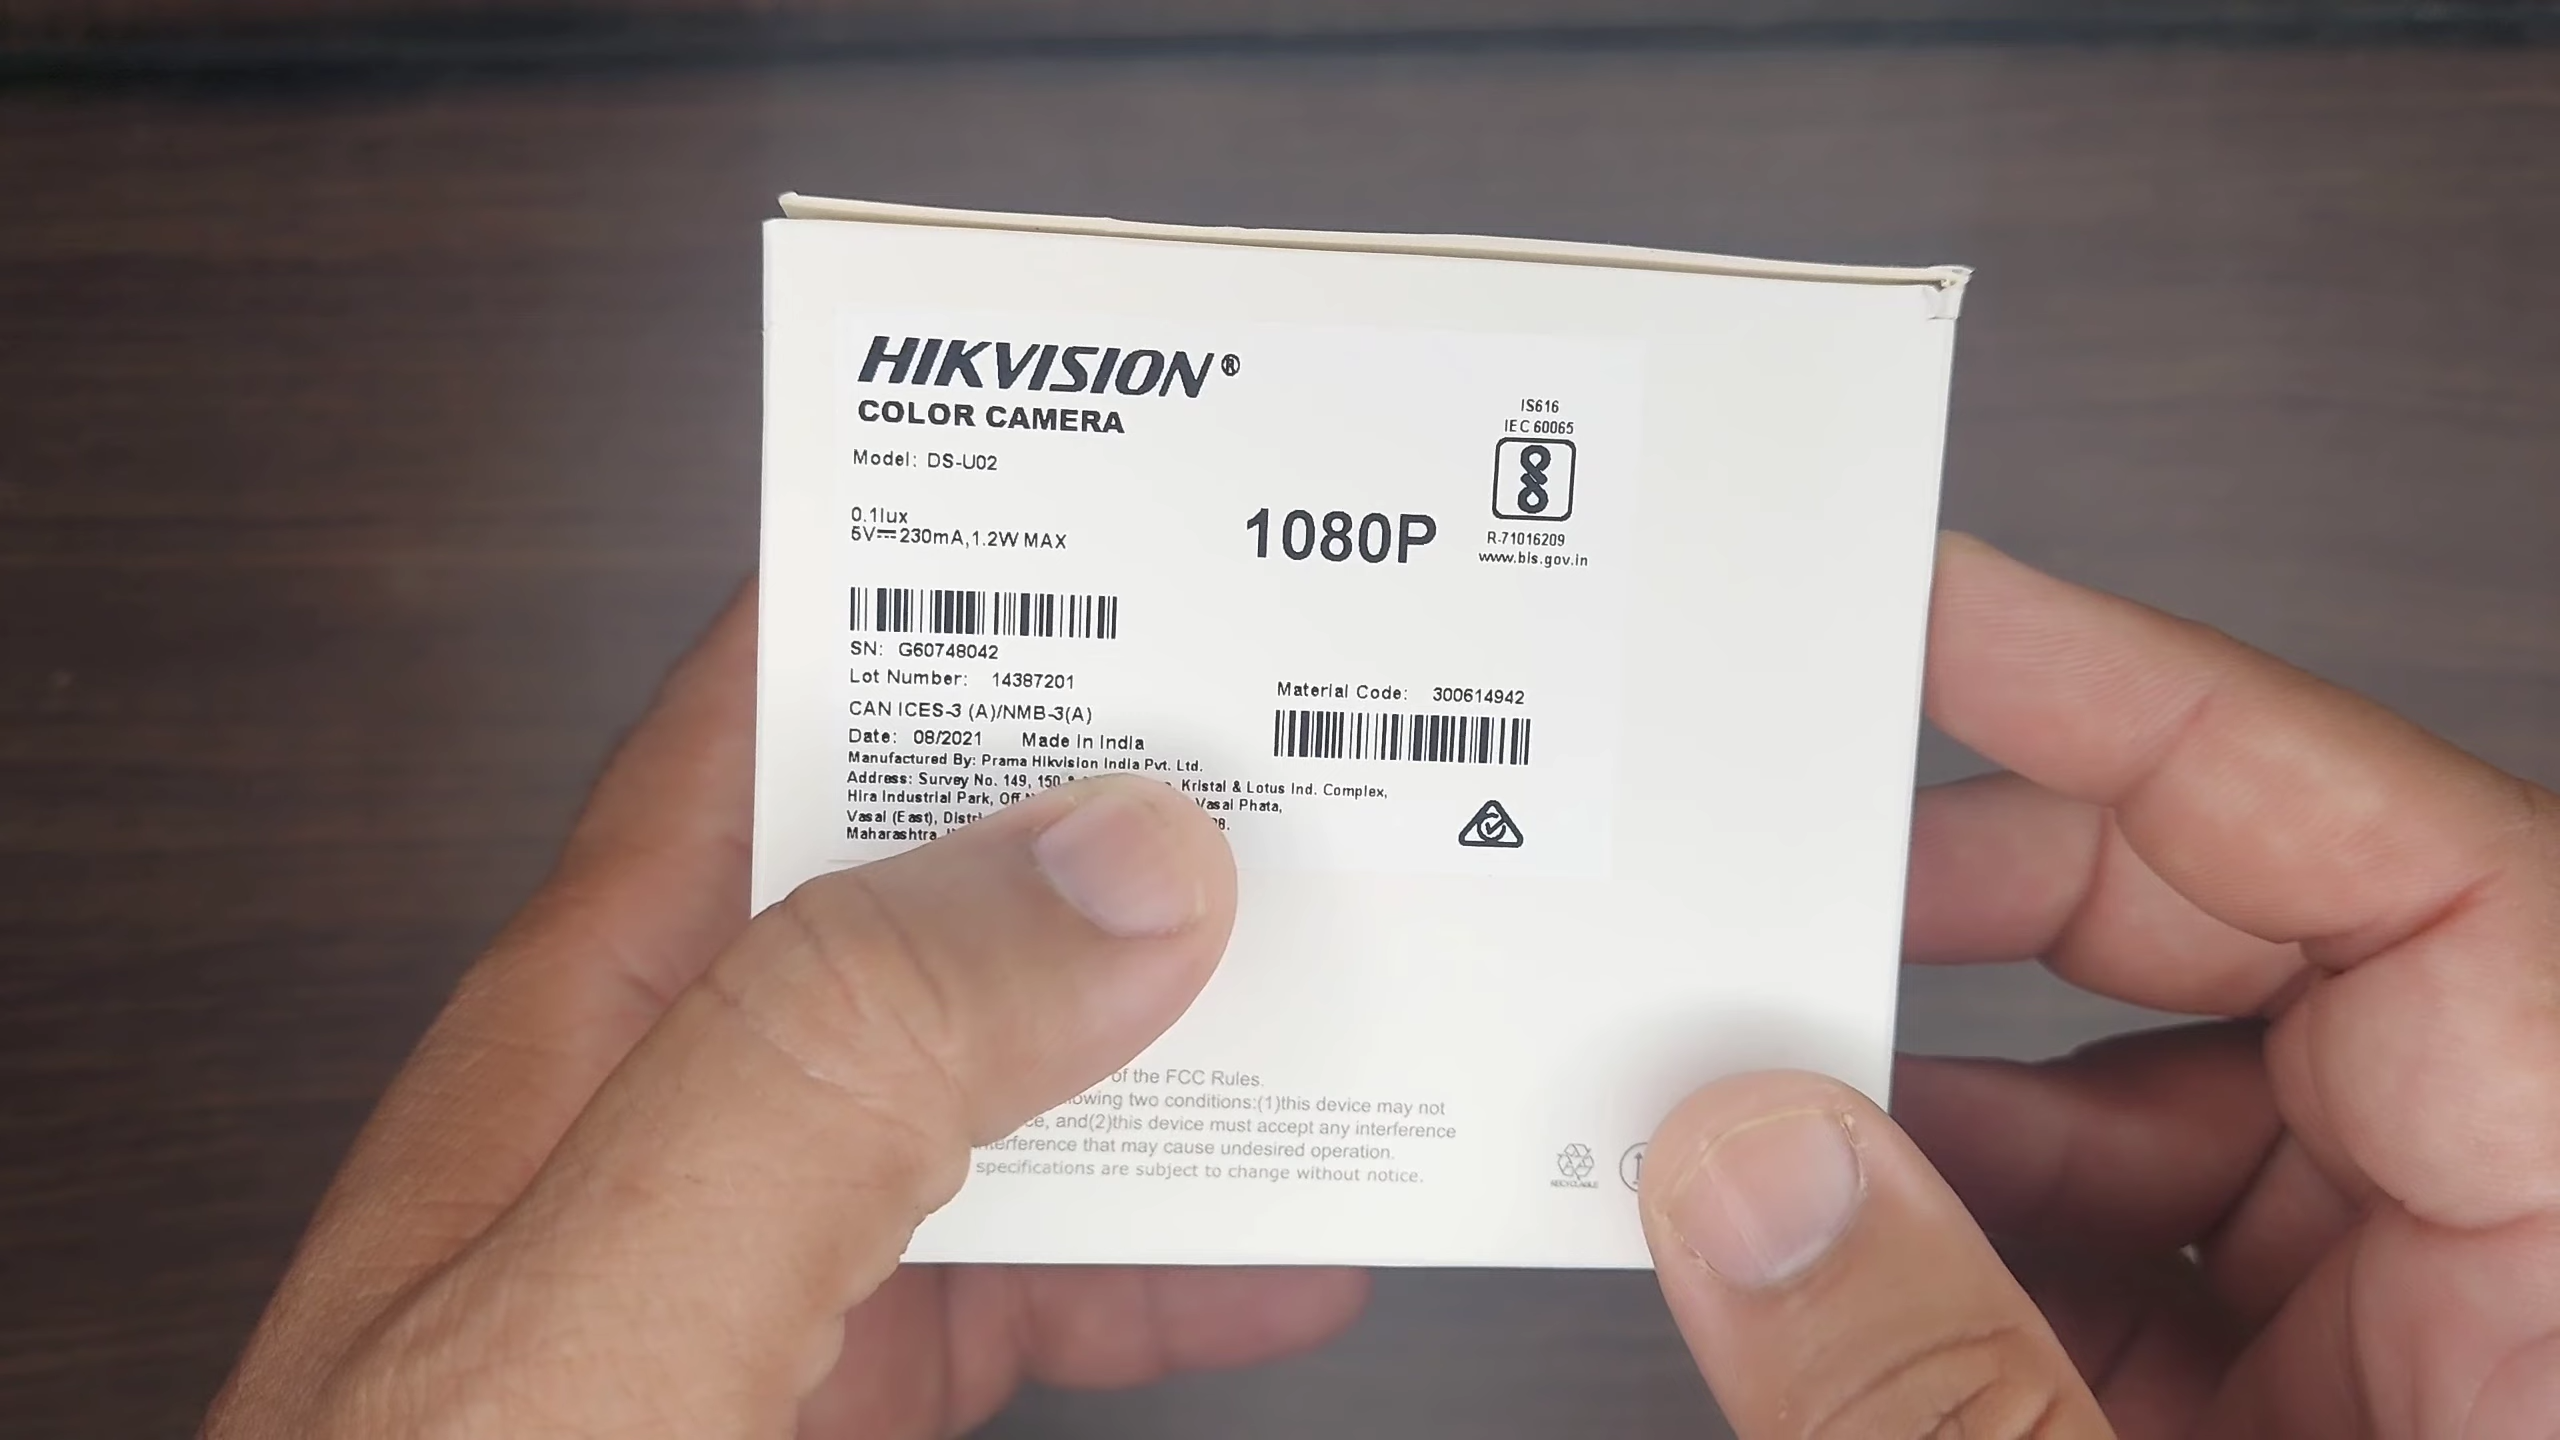 HIKVISION®
COLOR CAMERA
Model: DS-U02
0.1lux
5V⎓230mA,1.2W MAX
1080P
IS616
IEC 60065
R-71016209
www.bis.gov.in
SN: G60748042
Lot Number: 14387201
CAN ICES-3 (A)/NMB-3(A)
Date: 08/2021 Made In India
Manufactured By: Prama Hikvision India Pvt. Ltd.
Address: Survey No. 149, 150 Kristal & Lotus Ind. Complex,
Hira Industrial Park, Off Vasai Phata,
Vasai (East),
Maharashtra
Material Code: 300614942
of the FCC Rules.
two conditions:(1)this device may not
and(2)this device must accept any interference
that may cause undesired operation.
specifications are subject to change without notice.
RECYCLABLE